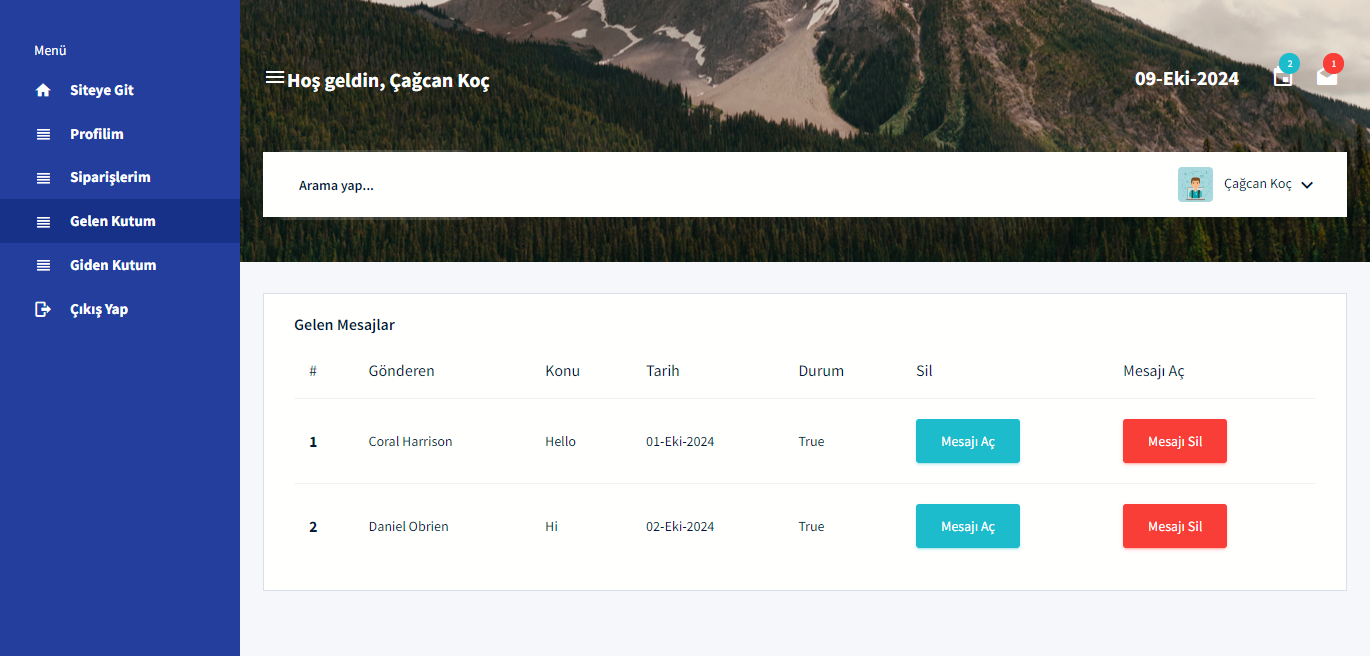 Menü
Siteye Git
Profilim
Siparişlerim
Gelen Kutum
Giden Kutum
Çıkış Yap
Hoş geldin, Çağcan Koç
09-Eki-2024
2
1
Arama yap...
Çağcan Koç
Gelen Mesajlar
# Gönderen Konu Tarih Durum Sil Mesajı Aç
1 Coral Harrison Hello 01-Eki-2024 True Mesajı Aç Mesajı Sil
2 Daniel Obrien Hi 02-Eki-2024 True Mesajı Aç Mesajı Sil